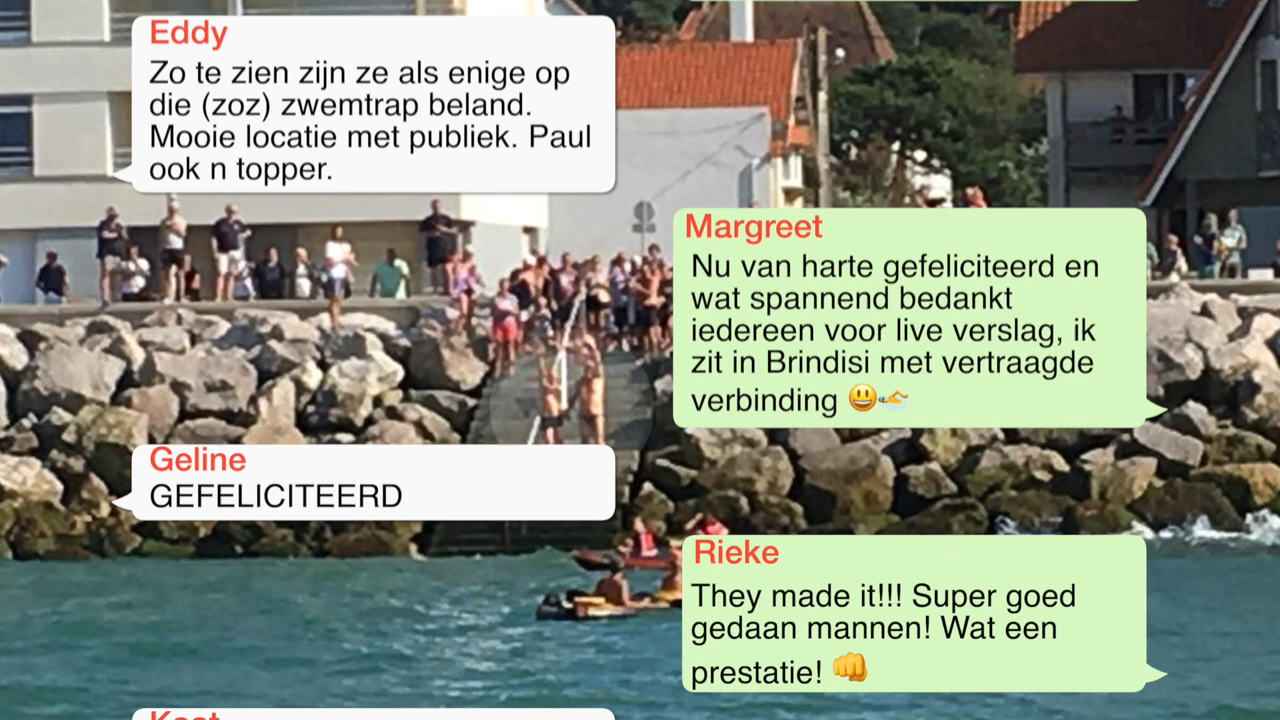 Eddy
Zo te zien zijn ze als enige op
die (zoz) zwemtrap beland.
Mooie locatie met publiek. Paul
ook n topper.
Margreet
Nu van harte gefeliciteerd en
wat spannend bedankt
iedereen voor live verslag, ik
zit in Brindisi met vertraagde
verbinding 😃🏊
Geline
GEFELICITEERD
Rieke
They made it!!! Super goed
gedaan mannen! Wat een
prestatie! 👊